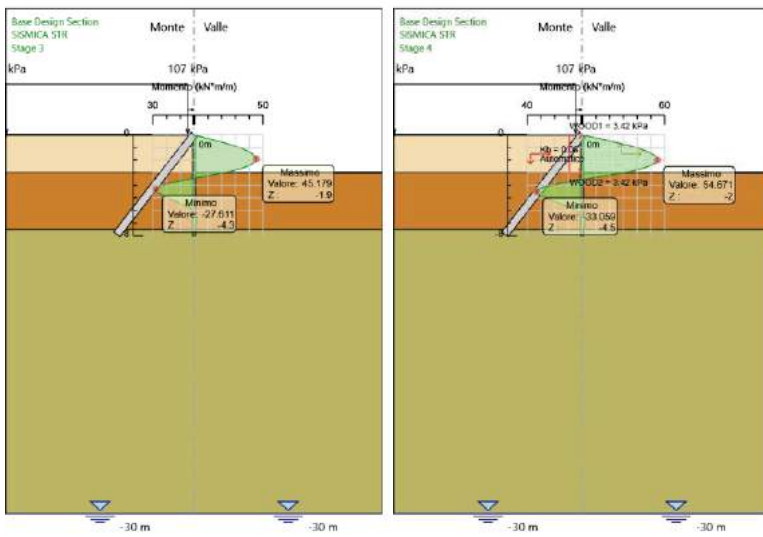 Base Design Section
SISMICA STR
Stage 3
Monte
Valle
kPa
107 kPa
Momento (kN*m/m)
30
50
0
0m
Massimo
Valore: 45.179
Z : -1.9
Minimo
Valore: -27.611
Z : -4.3
-8
-30 m
-30 m
Base Design Section
SISMICA STR
Stage 4
Monte
Valle
kPa
107 kPa
Momento (kN*m/m)
40
60
WOOD1 = 3.42 kPa
0
0m
Automatico
Massimo
Valore: 54.671
Z : -2
WOOD2 = 3.42 kPa
Minimo
Valore: -33.059
Z : -4.5
-8
-30 m
-30 m